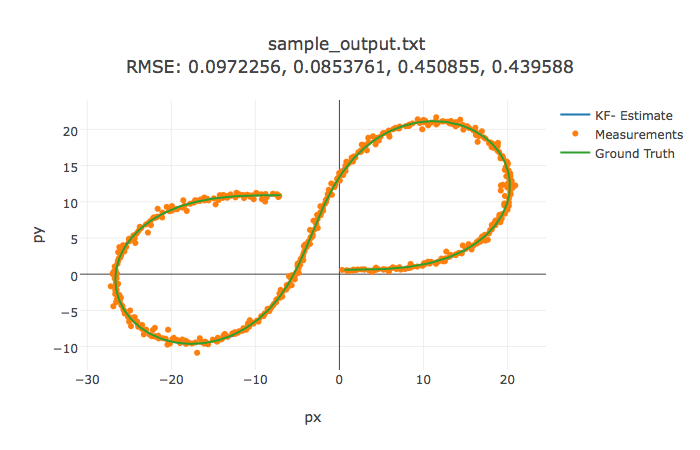 sample_output.txt
RMSE: 0.0972256, 0.0853761, 0.450855, 0.439588
KF- Estimate
Measurements
Ground Truth
20
15
10
5
0
−5
−10
py
−30
−20
−10
0
10
20
px